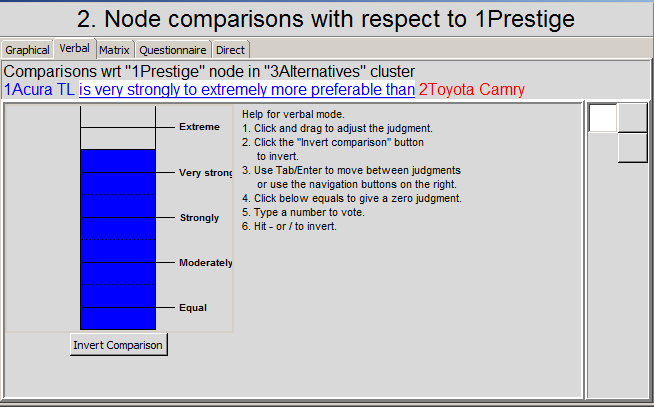 2. Node comparisons with respect to 1Prestige
Graphical Verbal Matrix Questionnaire Direct
Comparisons wrt "1Prestige" node in "3Alternatives" cluster
1Acura TL is very strongly to extremely more preferable than 2Toyota Camry
Extreme
Very strong
Strongly
Moderately
Equal
Invert Comparison
Help for verbal mode.
1. Click and drag to adjust the judgment.
2. Click the "Invert comparison" button
to invert.
3. Use Tab/Enter to move between judgments
or use the navigation buttons on the right.
4. Click below equals to give a zero judgment.
5. Type a number to vote.
6. Hit - or / to invert.